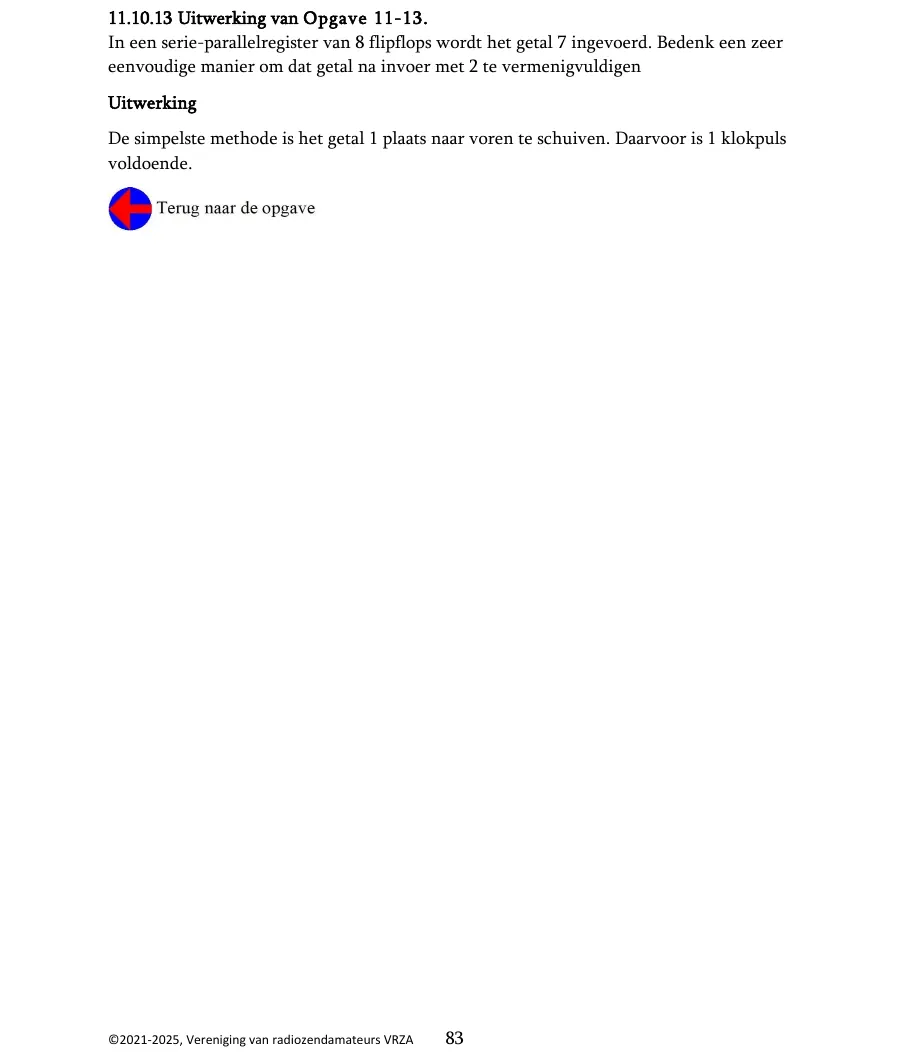 11.10.13 Uitwerking van Opgave 11-13.
In een serie-parallelregister van 8 flipflops wordt het getal 7 ingevoerd. Bedenk een zeer
eenvoudige manier om dat getal na invoer met 2 te vermenigvuldigen
Uitwerking
De simpelste methode is het getal 1 plaats naar voren te schuiven. Daarvoor is 1 klokpuls
voldoende.
Terug naar de opgave
©2021-2025, Vereniging van radiozendamateurs VRZA 83